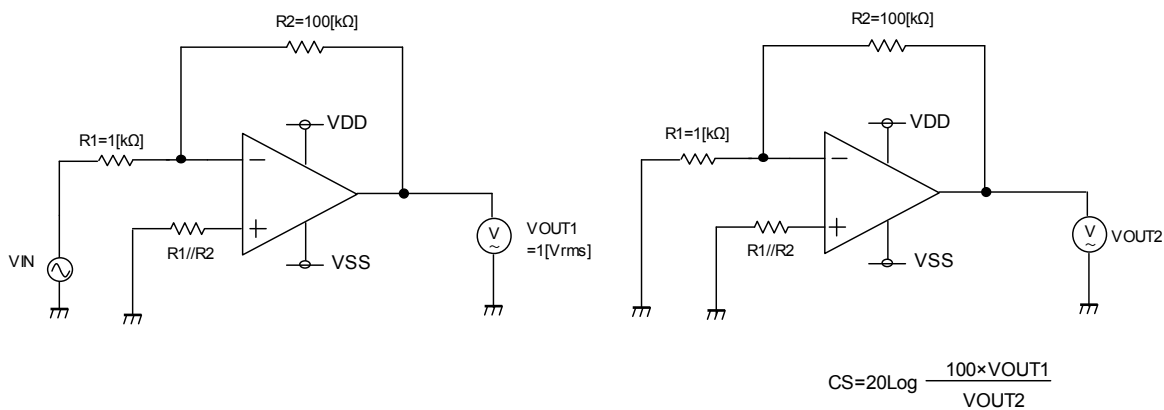 R2=100[kΩ]
R1=1[kΩ]
VDD
−
+
R1//R2
VSS
VIN
V
~
VOUT1
=1[Vrms]
R2=100[kΩ]
R1=1[kΩ]
VDD
−
+
R1//R2
VSS
V
~
VOUT2
CS=20Log 100×VOUT1
VOUT2